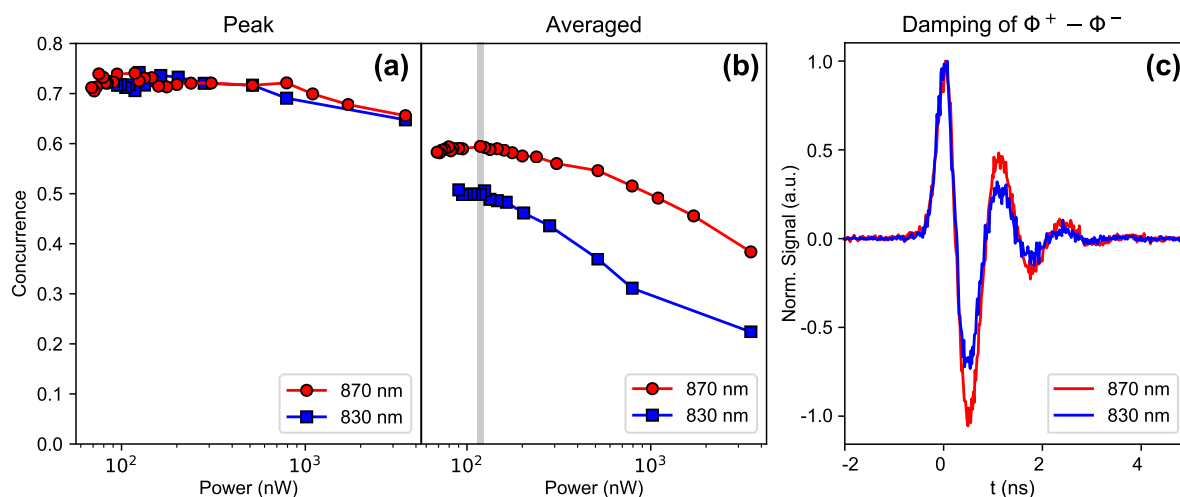 Peak
Averaged
Damping of Φ⁺ − Φ⁻
(a)
(b)
(c)
Concurrence
0.8
0.7
0.6
0.5
0.4
0.3
0.2
0.1
0.0
870 nm
830 nm
10²
10³
Power (nW)
870 nm
830 nm
10²
10³
Power (nW)
Norm. Signal (a.u.)
1.0
0.5
0.0
-0.5
-1.0
870 nm
830 nm
-2
0
2
4
t (ns)